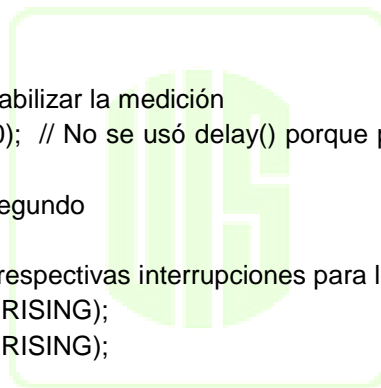 abilizar la medición
0); // No se usó delay() porque p
egundo
respectivas interrupciones para l
RISING);
RISING);